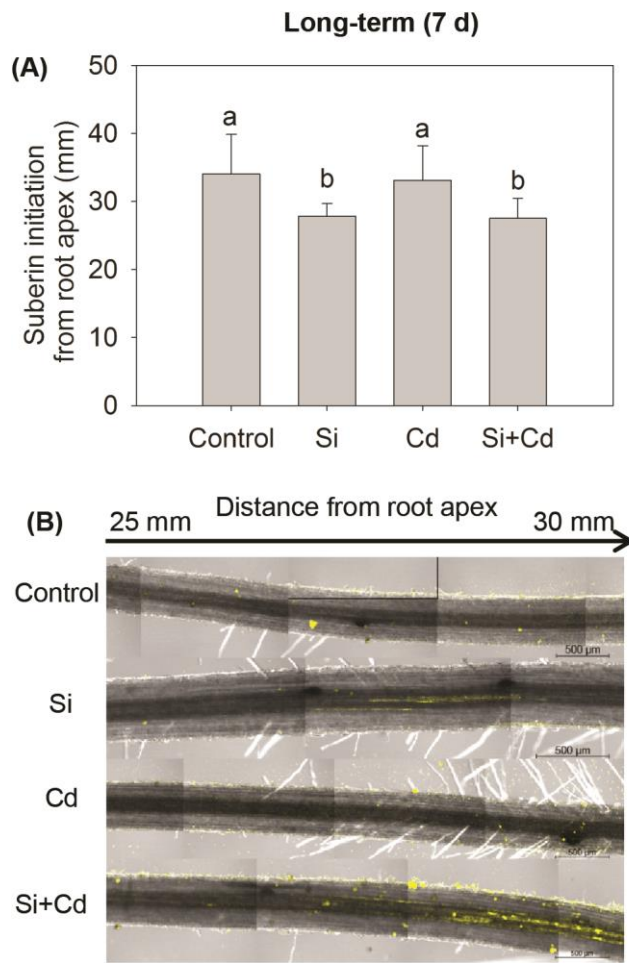 Long-term (7 d)
(A)
50
40
30
20
10
0
Suberin initiatiion
from root apex (mm)
a
b
a
b
Control
Si
Cd
Si+Cd
(B)
Distance from root apex
25 mm
30 mm
Control
500 µm
Si
500 µm
Cd
500 µm
Si+Cd
500 µm